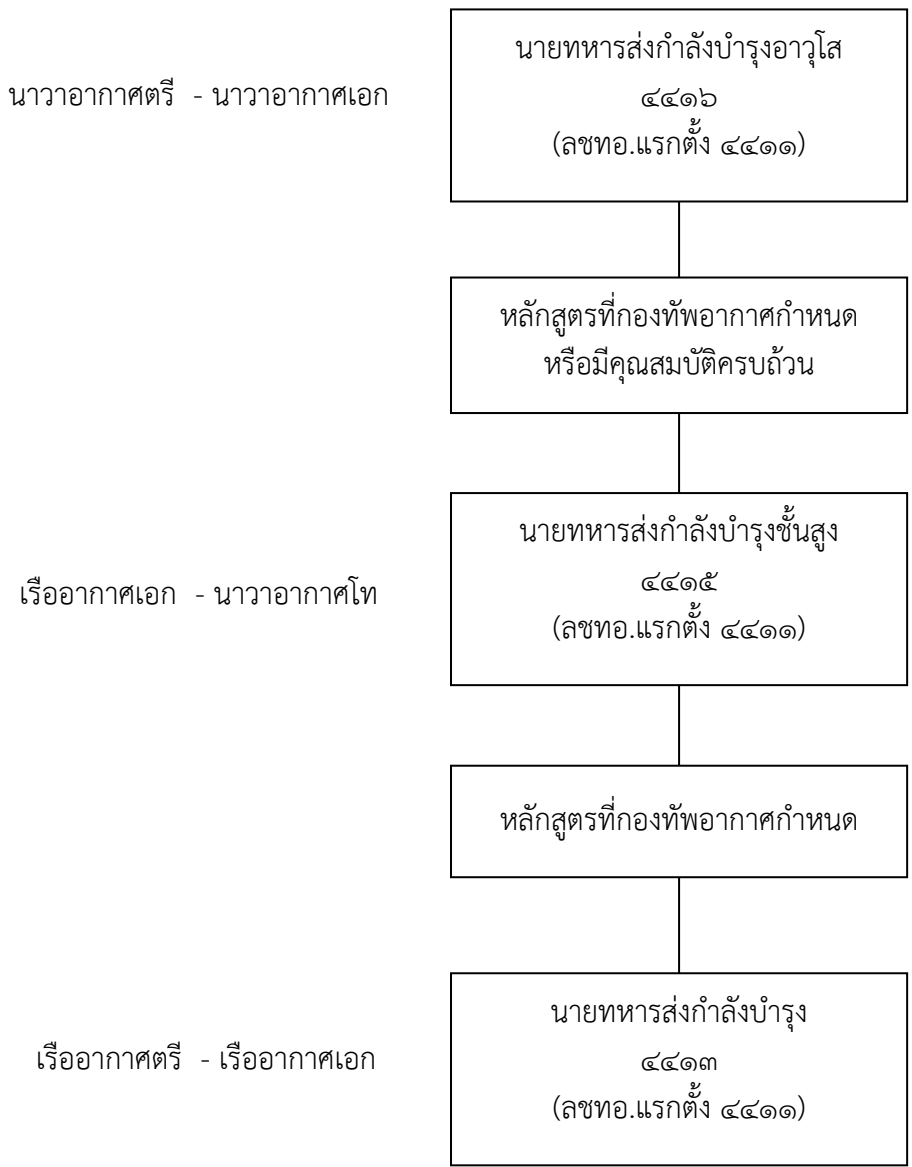 นายทหารส่งกำลังบำรุงอาวุโส
นาวาอากาศตรี - นาวาอากาศเอก
๔๔๑๖
(ลชทอ.แรกตั้ง ๔๔๑๑)
หลักสูตรที่กองทัพอากาศกำหนด
หรือมีคุณสมบัติครบถ้วน
นายทหารส่งกำลังบำรุงชั้นสูง
เรืออากาศเอก - นาวาอากาศโท
๔๔๑๕
(ลชทอ.แรกตั้ง ๔๔๑๑)
หลักสูตรที่กองทัพอากาศกำหนด
นายทหารส่งกำลังบำรุง
เรืออากาศตรี - เรืออากาศเอก
๔๔๑๓
(ลชทอ.แรกตั้ง ๔๔๑๑)